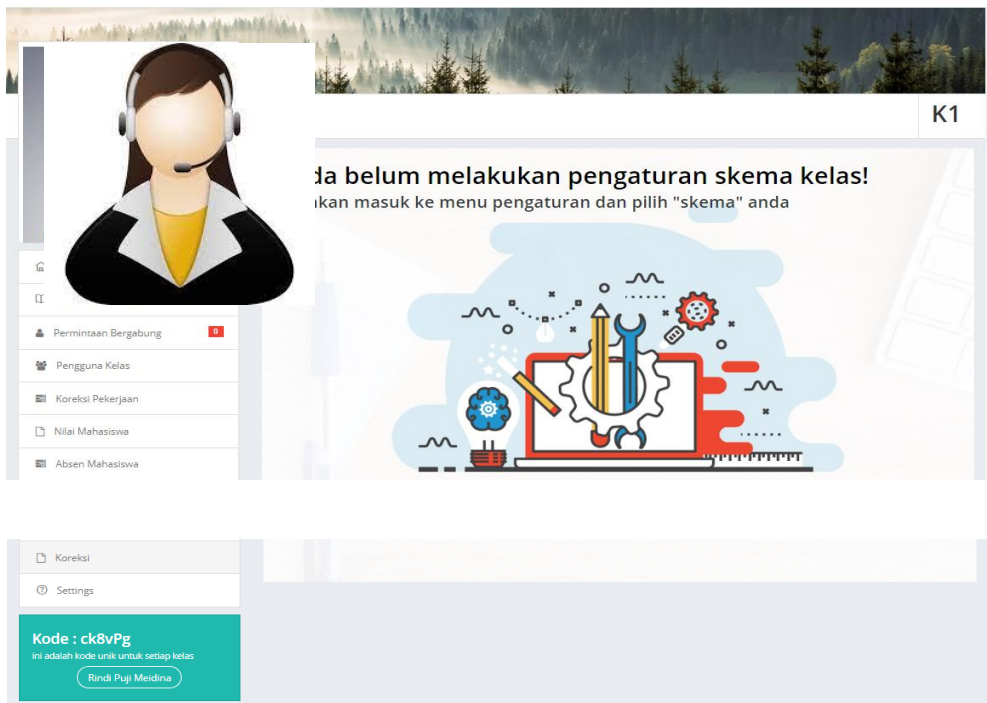 K1
da belum melakukan pengaturan skema kelas!
kan masuk ke menu pengaturan dan pilih "skema" anda
Permintaan Bergabung 0
Pengguna Kelas
Koreksi Pekerjaan
Nilai Mahasiswa
Absen Mahasiswa
Koreksi
Settings
Kode : ck8vPg
ini adalah kode unik untuk setiap kelas
Rindi Puji Meidina